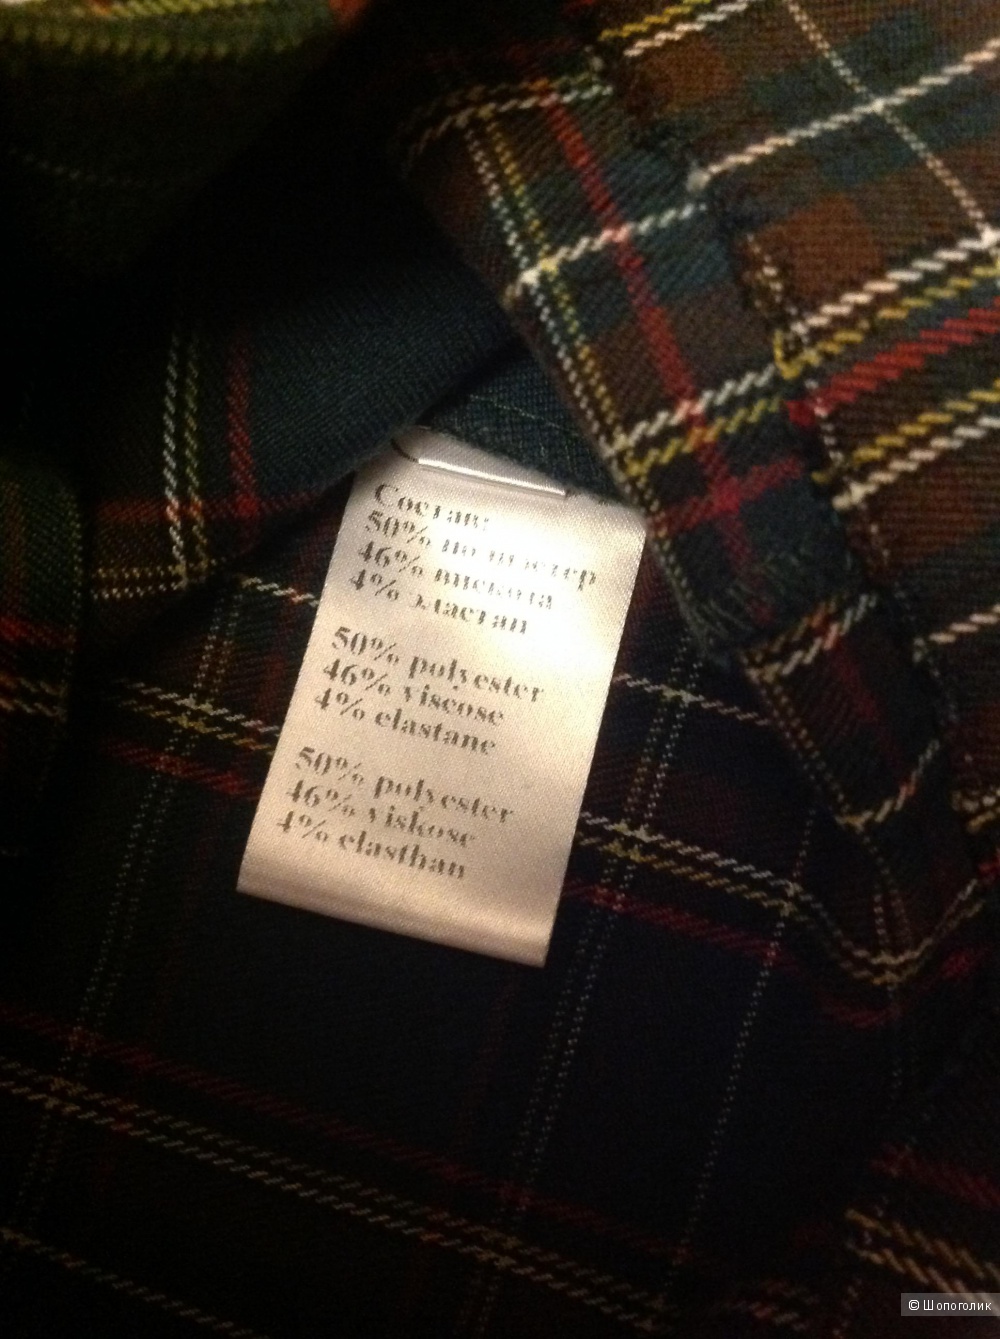 Состав:
50% полиэстер
46% вискоза
4% эластан
50% polyester
46% viscose
4% elastane
50% polyester
46% viskose
4% elasthan
© Шопоголик